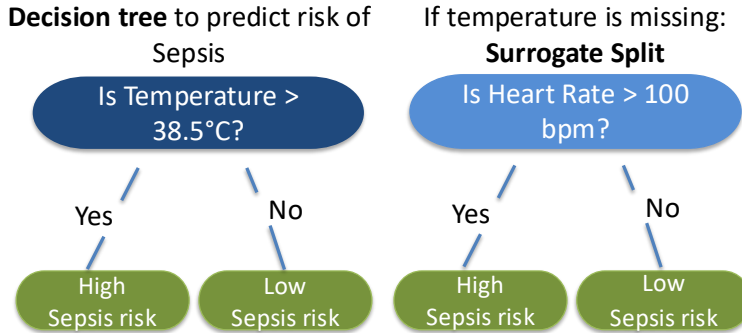 Decision tree to predict risk of
Sepsis
Is Temperature >
38.5°C?
Yes
No
High
Sepsis risk
Low
Sepsis risk
If temperature is missing:
Surrogate Split
Is Heart Rate > 100
bpm?
Yes
No
High
Sepsis risk
Low
Sepsis risk